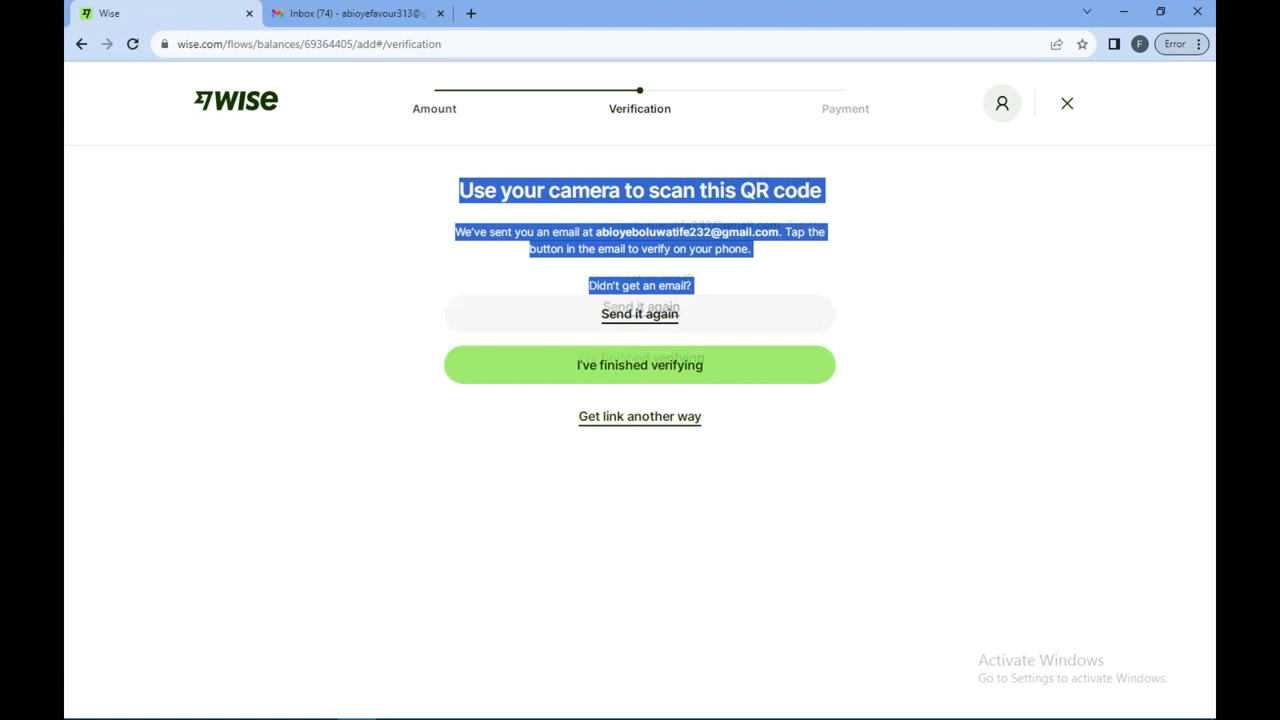 Wise
Inbox (74) - abioyefavour313@g
wise.com/flows/balances/69364405/add#/verification
F
Error
WISE
Amount
Verification
Payment
Use your camera to scan this QR code
We've sent you an email at abioyeboluwatife232@gmail.com. Tap the
button in the email to verify on your phone.
Didn't get an email?
Send it again
I've finished verifying
Get link another way
Activate Windows
Go to Settings to activate Windows.